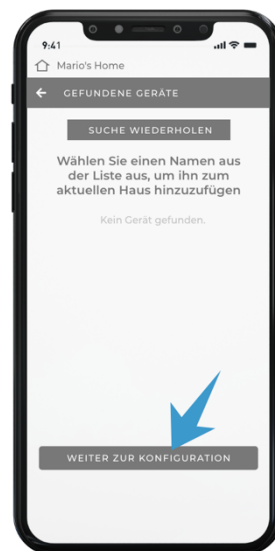 9:41
Mario's Home
GEFUNDENE GERÄTE
SUCHE WIEDERHOLEN
Wählen Sie einen Namen aus
der Liste aus, um ihn zum
aktuellen Haus hinzuzufügen
Kein Gerät gefunden.
WEITER ZUR KONFIGURATION